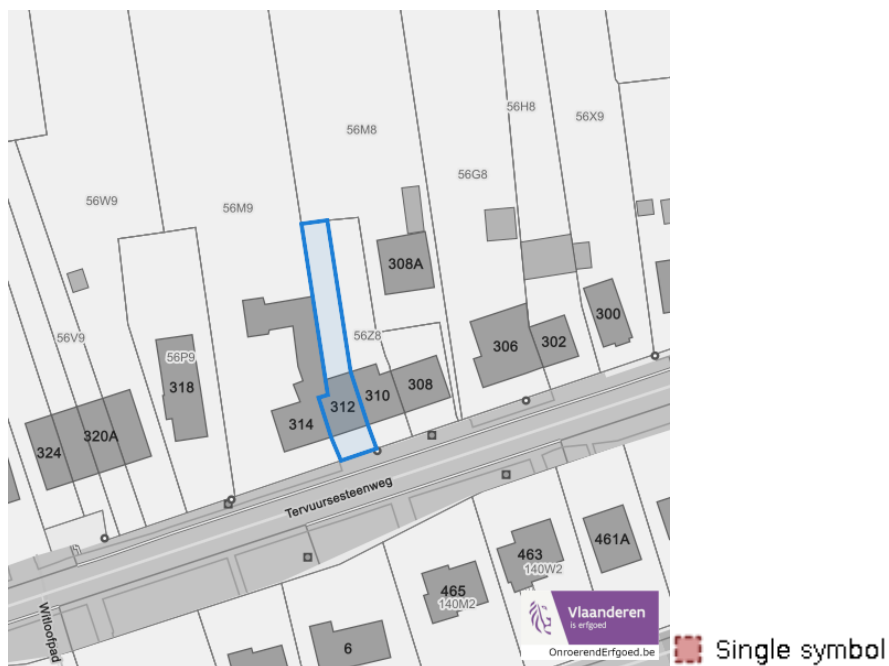 56H8
56X9
56M8
56G8
56W9
56M9
308A
300
56Z8
56V9
56P9
306
302
318
308
310
312
314
320A
324
Tervuursesteenweg
461A
463
140W2
465
140M2
Witloofpad
6
Vlaanderen
is erfgoed
OnroerendErfgoed.be
Single symbol